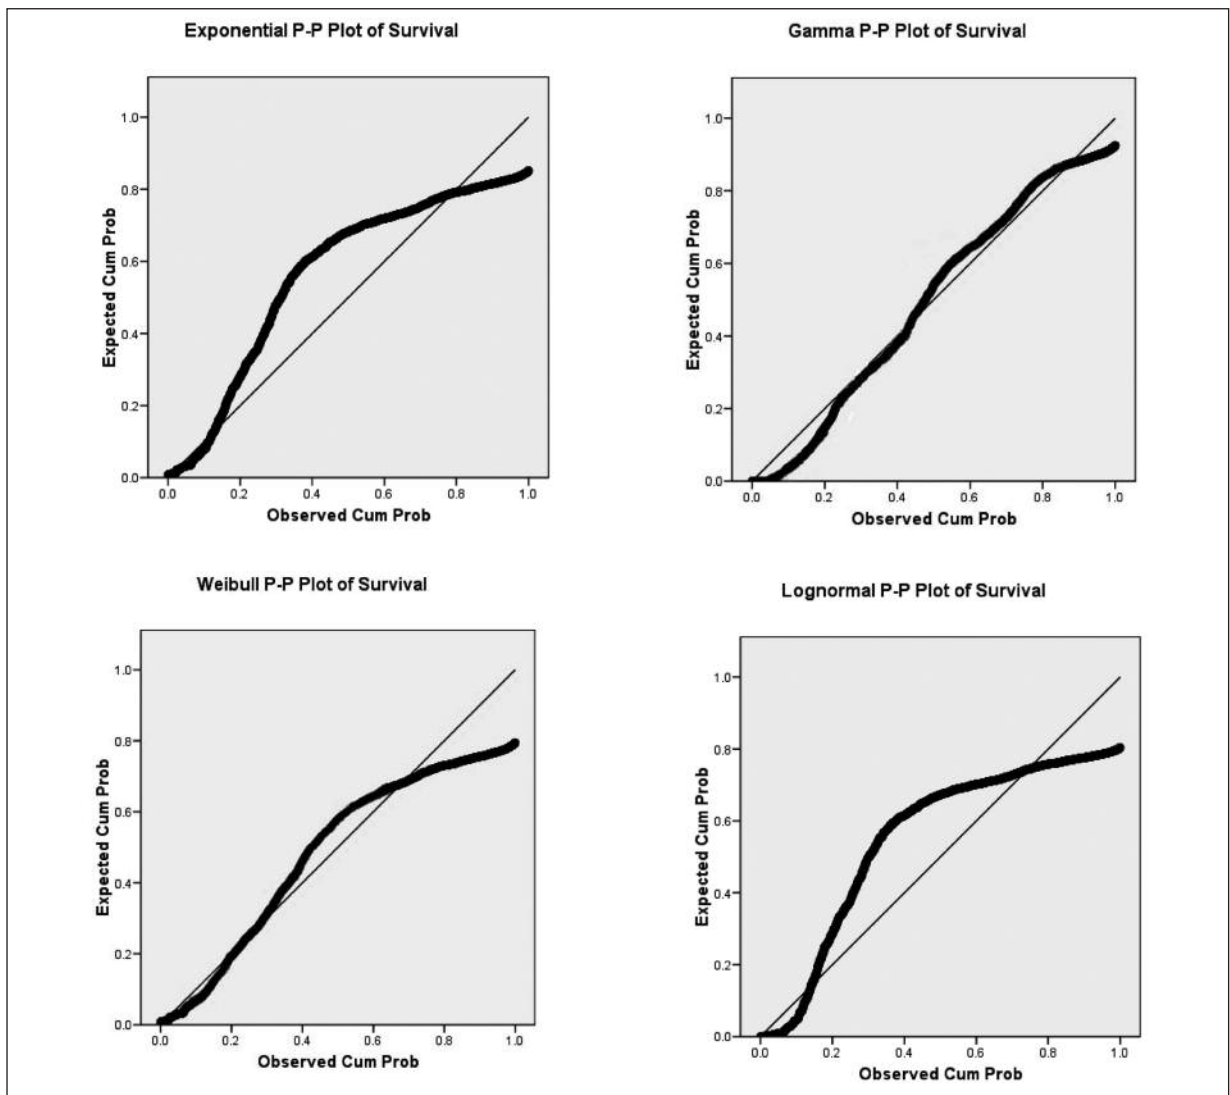 Exponential P-P Plot of Survival
1.0
0.8
0.6
0.4
0.2
0.0
Expected Cum Prob
0.0 0.2 0.4 0.6 0.8 1.0
Observed Cum Prob
Gamma P-P Plot of Survival
1.0
0.8
0.6
0.4
0.2
0.0
Expected Cum Prob
0.0 0.2 0.4 0.6 0.8 1.0
Observed Cum Prob
Weibull P-P Plot of Survival
1.0
0.8
0.6
0.4
0.2
0.0
Expected Cum Prob
0.0 0.2 0.4 0.6 0.8 1.0
Observed Cum Prob
Lognormal P-P Plot of Survival
1.0
0.8
0.6
0.4
0.2
0.0
Expected Cum Prob
0.0 0.2 0.4 0.6 0.8 1.0
Observed Cum Prob